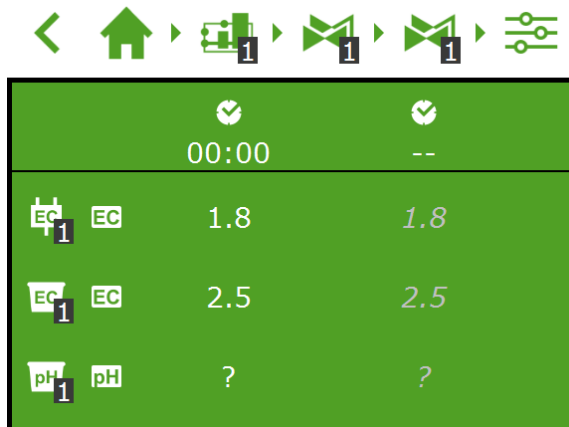 1 1 1
00:00 --
EC 1 EC 1.8 1.8
EC 1 EC 2.5 2.5
pH 1 pH ? ?